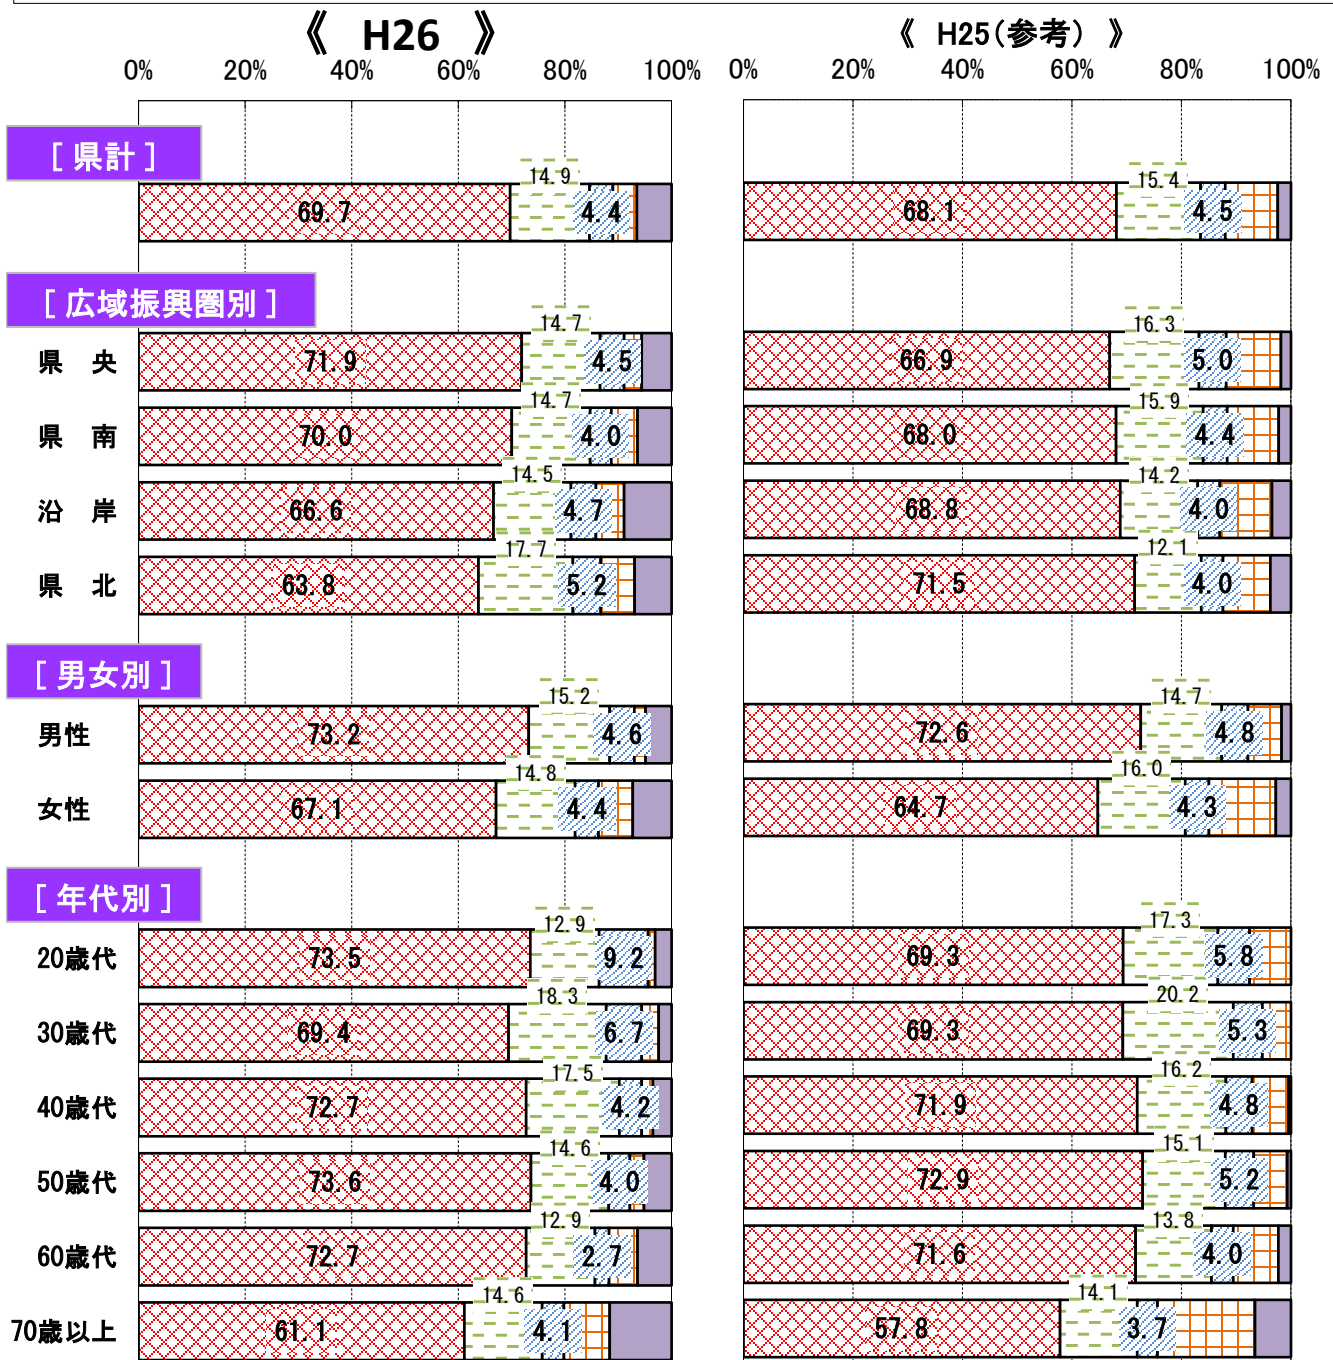 《 H26 》 《 H25(参考) 》
0% 20% 40% 60% 80% 100% 0% 20% 40% 60% 80% 100%
[ 県計 ]
14.9 15.4
69.7 4.4 68.1 4.5
[ 広域振興圏別 ]
14.7 16.3
県 央 71.9 4.5 66.9 5.0
14.7 15.9
県 南 70.0 4.0 68.0 4.4
14.5 14.2
沿 岸 66.6 4.7 68.8 4.0
17.7 12.1
県 北 63.8 5.2 71.5 4.0
[ 男女別 ]
15.2 14.7
男性 73.2 4.6 72.6 4.8
14.8 16.0
女性 67.1 4.4 64.7 4.3
[ 年代別 ]
12.9 17.3
20歳代 73.5 9.2 69.3 5.8
18.3 20.2
30歳代 69.4 6.7 69.3 5.3
17.5 16.2
40歳代 72.7 4.2 71.9 4.8
14.6 15.1
50歳代 73.6 4.0 72.9 5.2
12.9 13.8
60歳代 72.7 2.7 71.6 4.0
14.6 14.1
70歳以上 61.1 4.1 57.8 3.7